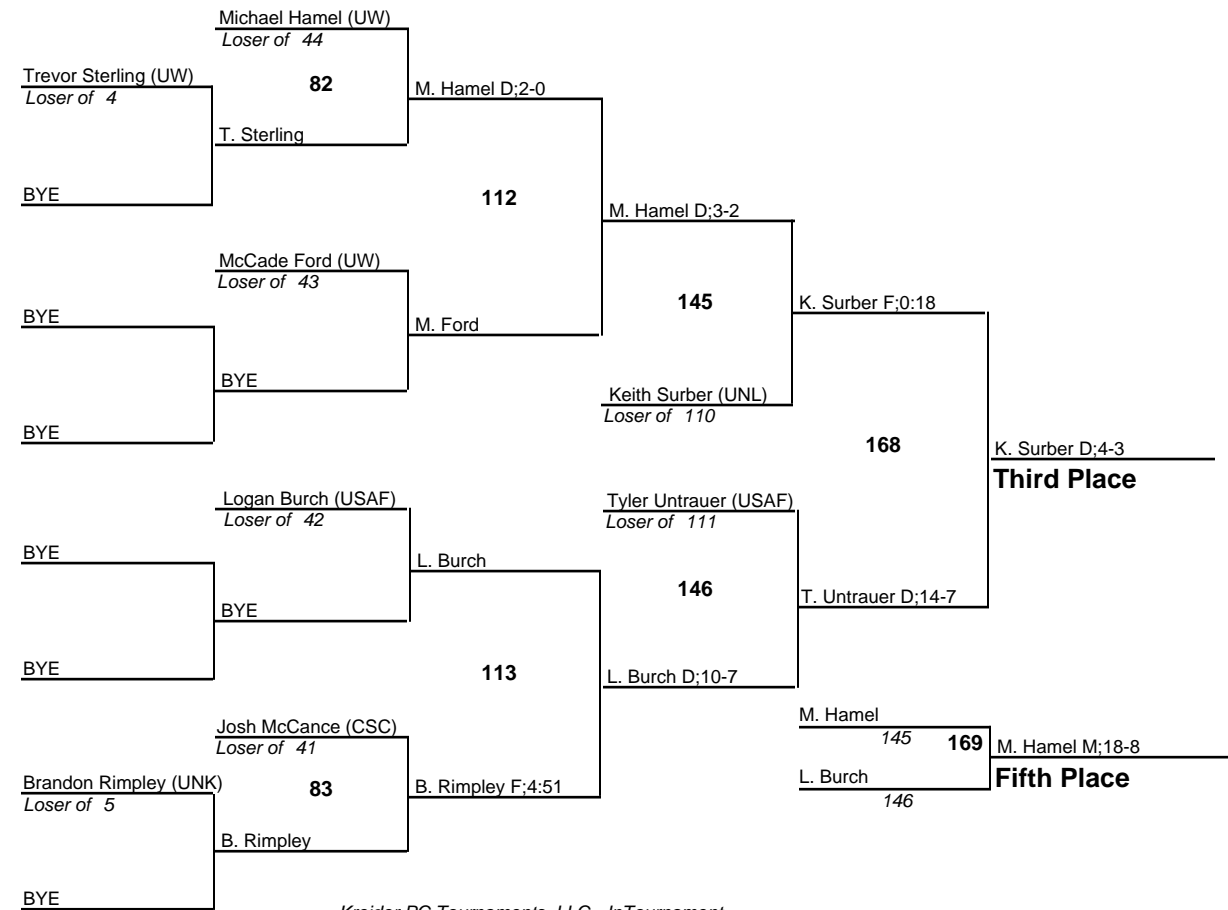 Michael Hamel (UW)
Loser of 44
Trevor Sterling (UW)
Loser of 4
82
M. Hamel D;2-0
T. Sterling
BYE
112
M. Hamel D;3-2
McCade Ford (UW)
Loser of 43
BYE
M. Ford
145
K. Surber F;0:18
BYE
Keith Surber (UNL)
Loser of 110
BYE
168
K. Surber D;4-3
Third Place
Logan Burch (USAF)
Loser of 42
Tyler Untrauer (USAF)
Loser of 111
BYE
L. Burch
146
T. Untrauer D;14-7
BYE
BYE
113
L. Burch D;10-7
Josh McCance (CSC)
Loser of 41
M. Hamel
145
169
M. Hamel M;18-8
Fifth Place
L. Burch
146
Brandon Rimpley (UNK)
Loser of 5
83
B. Rimpley F;4:51
B. Rimpley
BYE